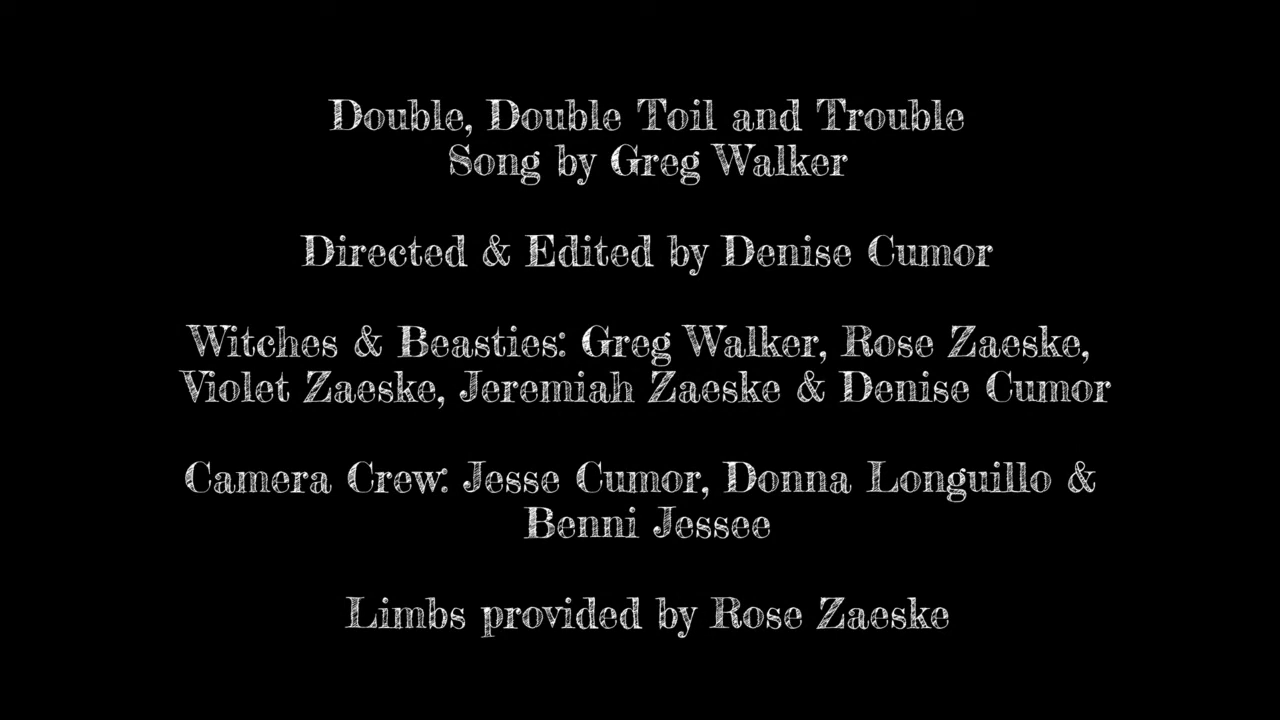 Double, Double Toil and Trouble
Song by Greg Walker
Directed & Edited by Denise Cumor
Witches & Beasties: Greg Walker, Rose Zaeske,
Violet Zaeske, Jeremiah Zaeske & Denise Cumor
Camera Crew: Jesse Cumor, Donna Longuillo &
Benni Jessee
Limbs provided by Rose Zaeske